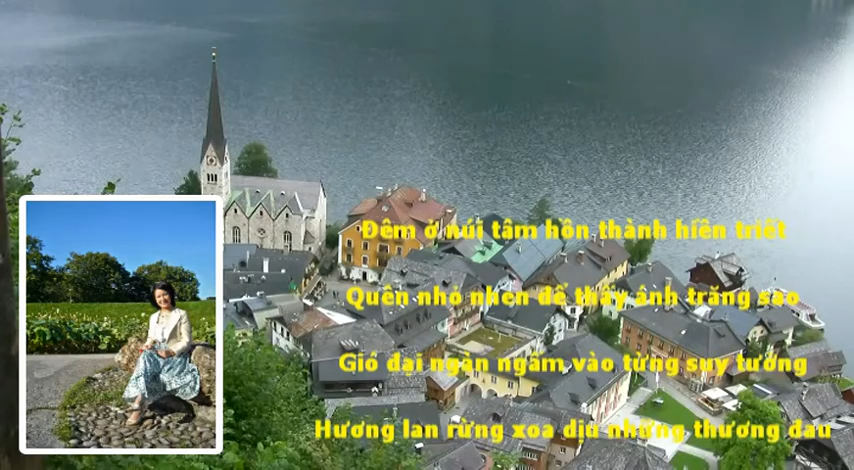 Đêm ở núi tâm hồn thành hiền triết
Quên nhỏ nhen để thấy ánh trăng sao
Gió đại ngàn ngấm vào từng suy tưởng
Hương lan rừng xoa dịu những thương đau